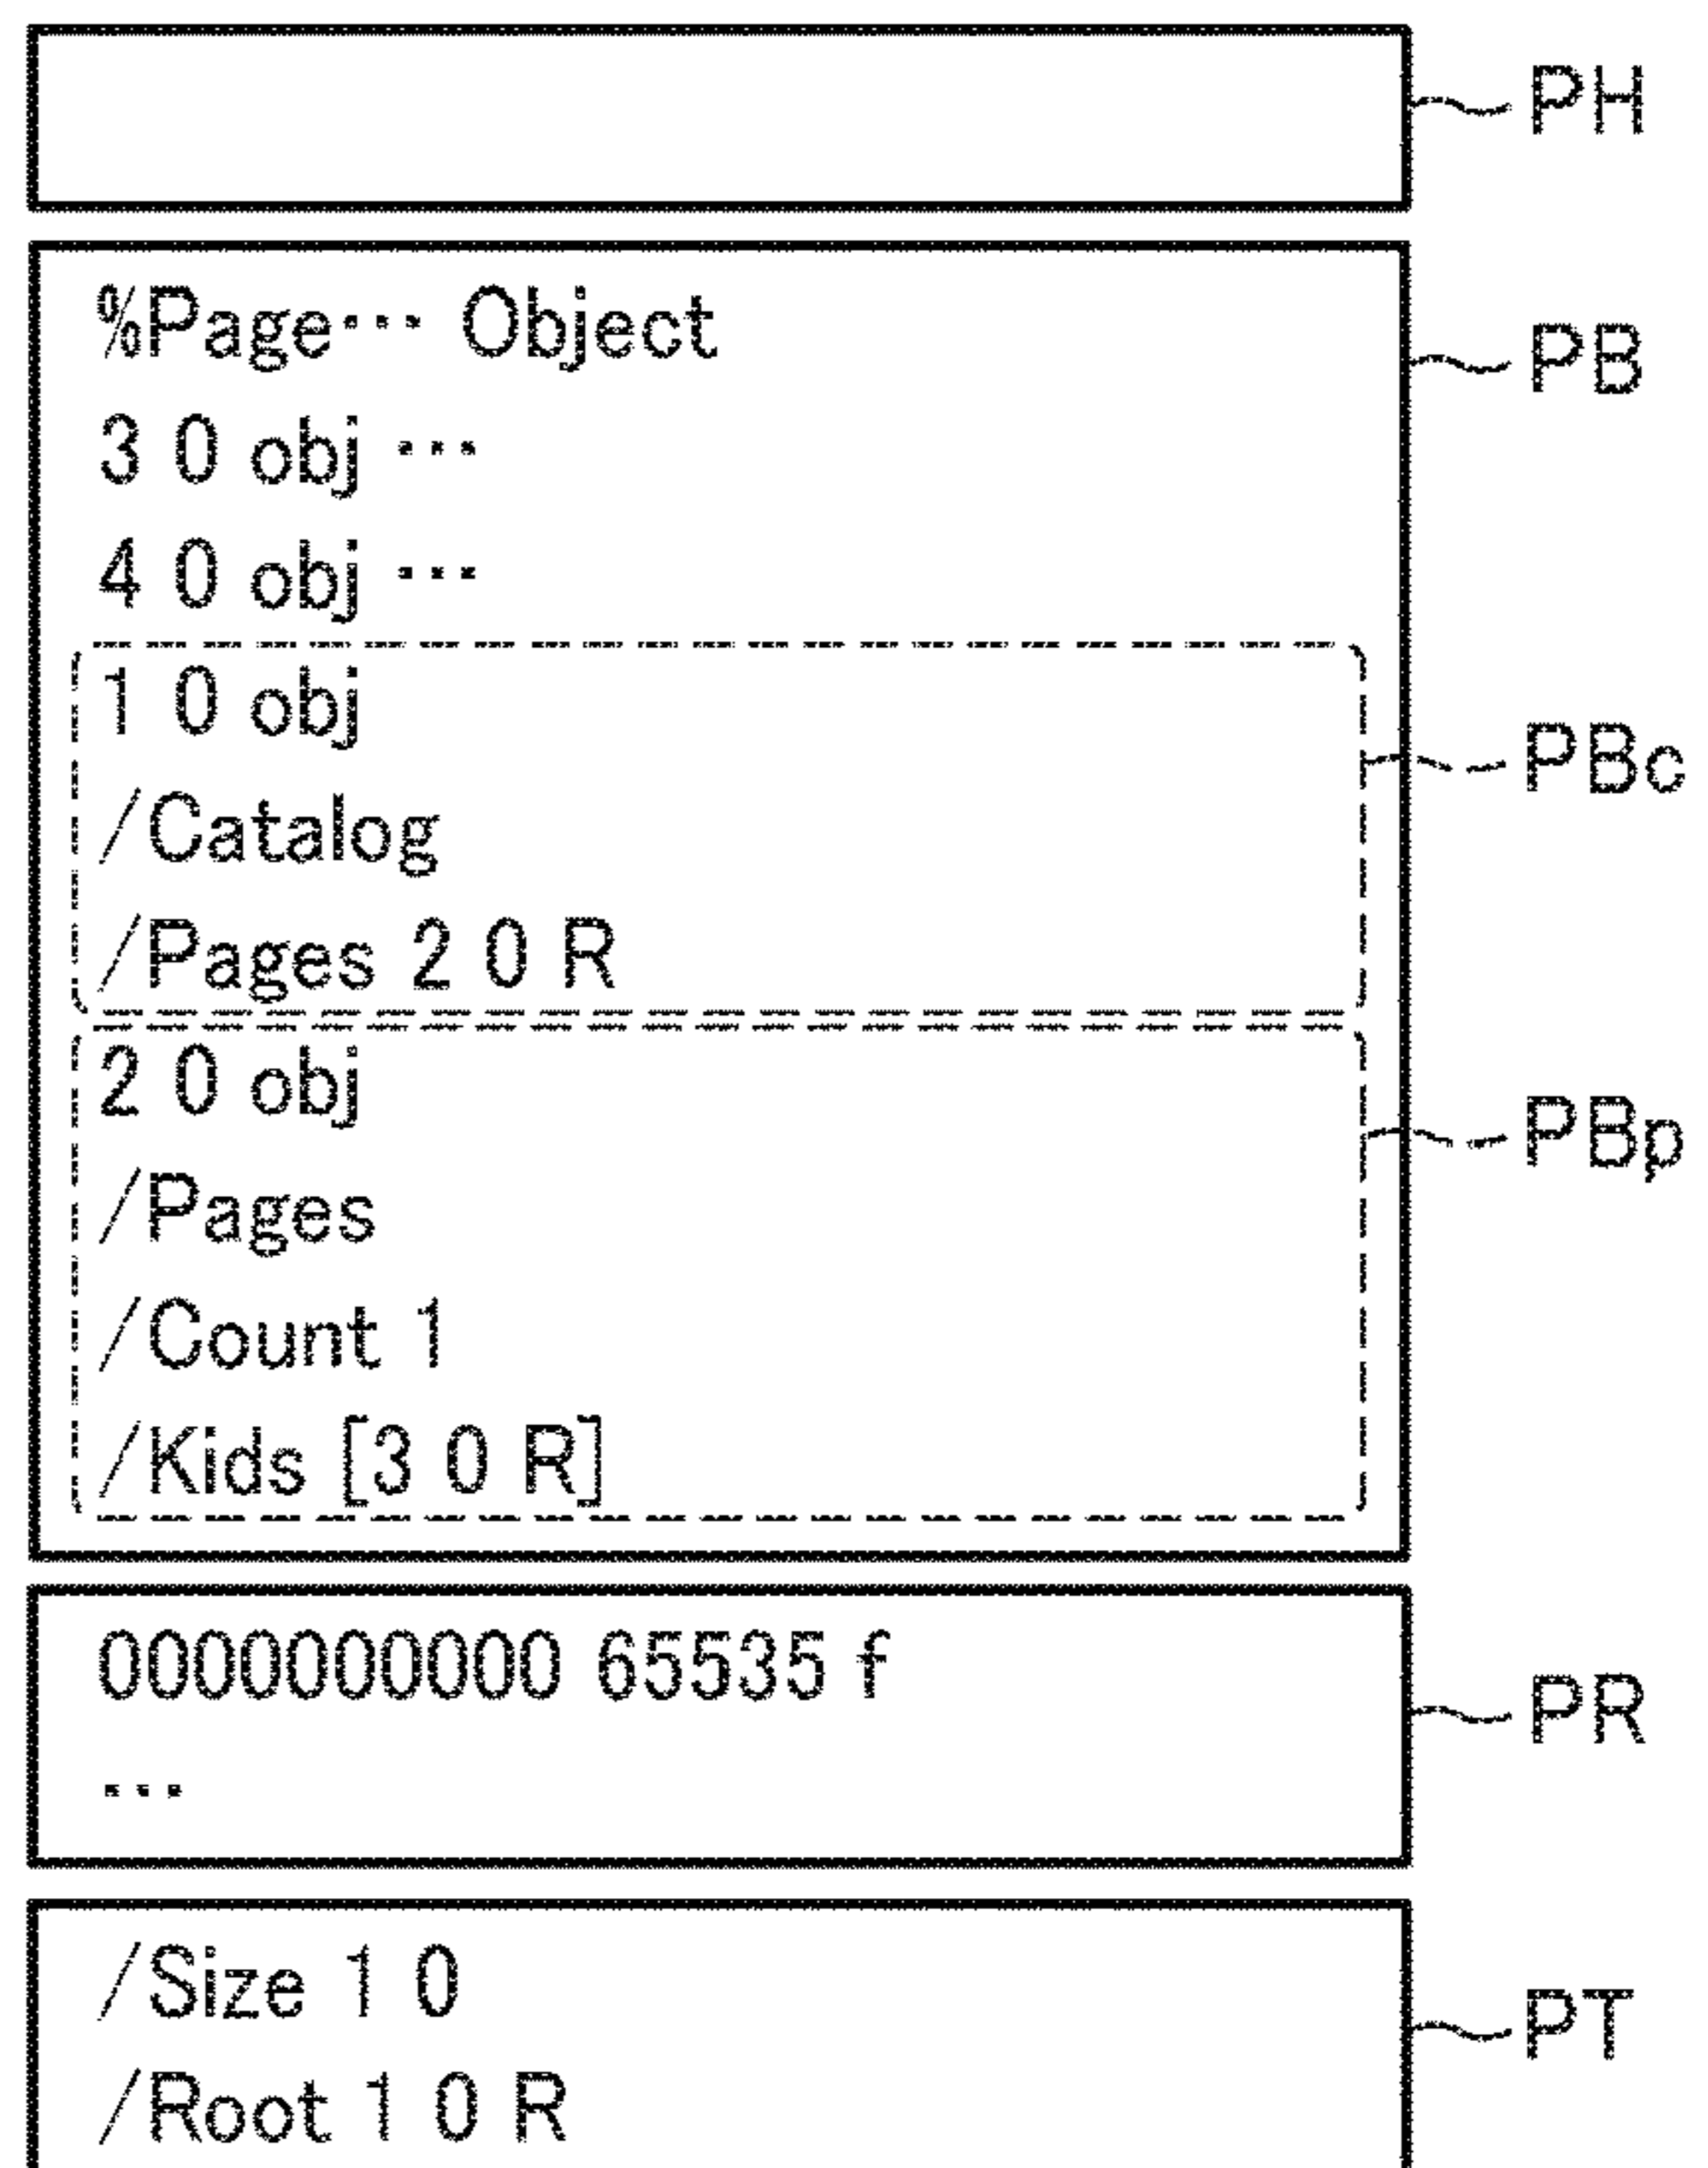 PH
%Page··· Object
PB
3 0 obj ···
4 0 obj ···
1 0 obj
PBc
/Catalog
/Pages 2 0 R
2 0 obj
PBp
/Pages
/Count 1
/Kids [3 0 R]
0000000000 65535 f
PR
···
/Size 1 0
PT
/Root 1 0 R